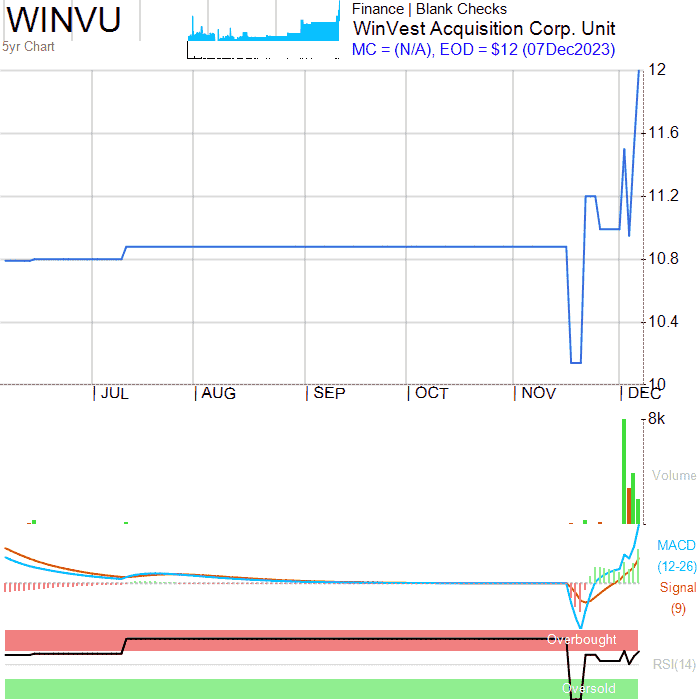 WINVU
5yr Chart
Finance | Blank Checks
WinVest Acquisition Corp. Unit
MC = (N/A), EOD = $12 (07Dec2023)
12
11.6
11.2
10.8
10.4
10
JUL
AUG
SEP
OCT
NOV
DEC
8k
Volume
MACD
(12-26)
Signal
(9)
Overbought
RSI(14)
Oversold